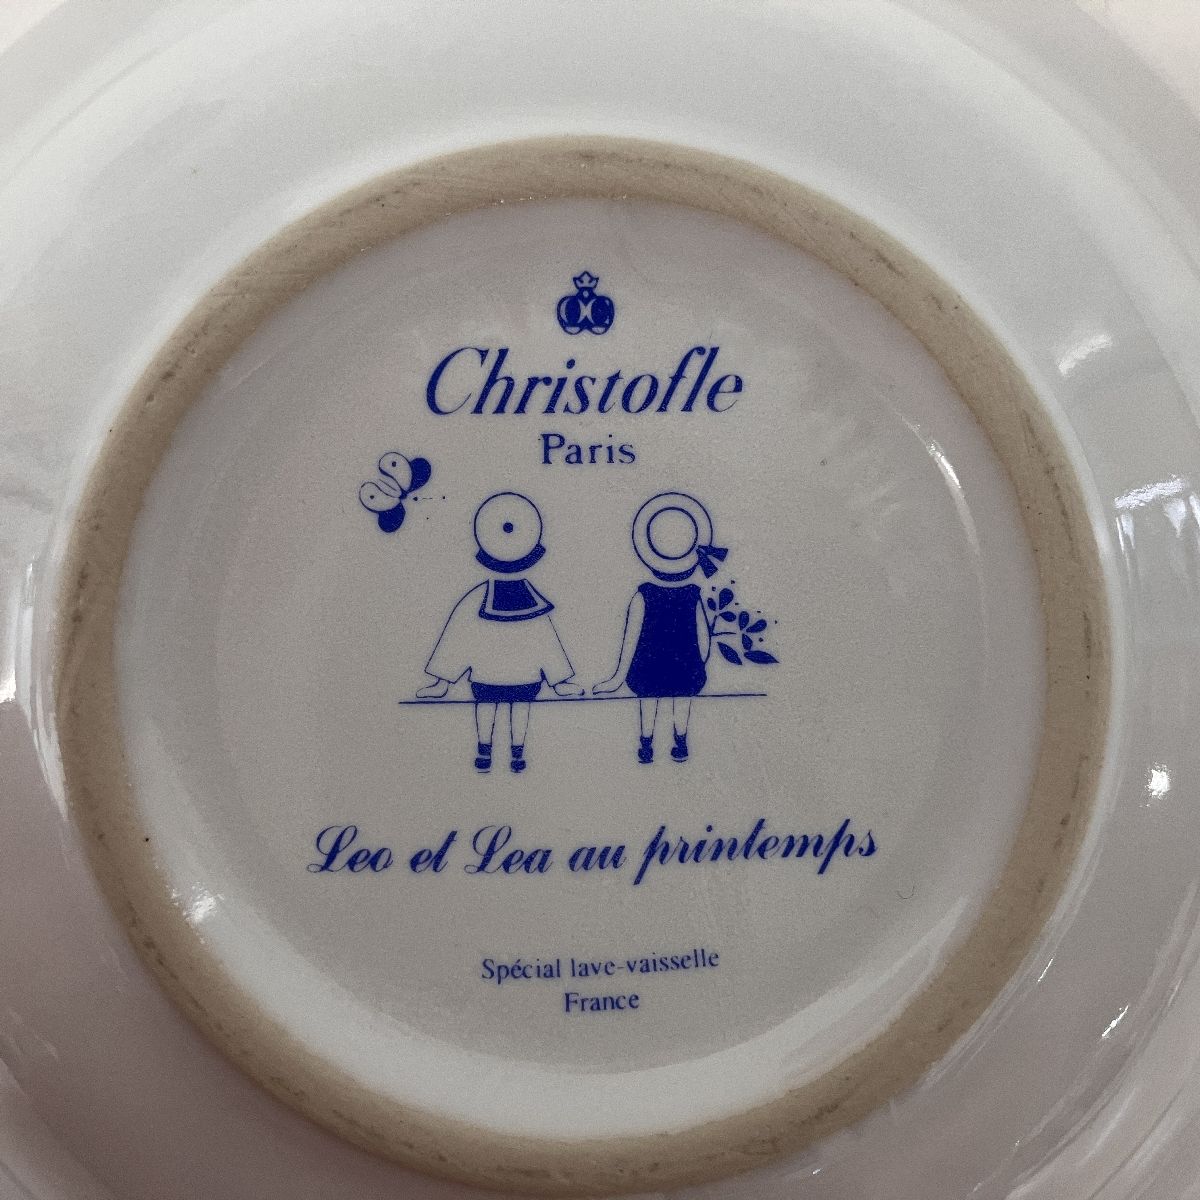 Christofle
Paris
Leo et Lea au printemps
Spécial lave-vaisselle
France